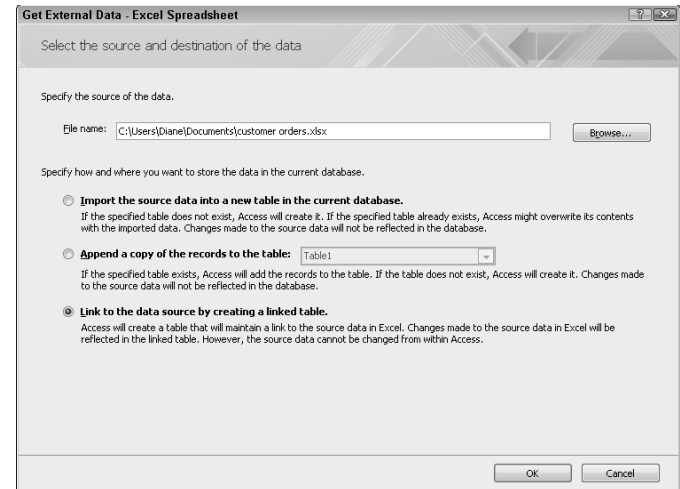 Get External Data - Excel Spreadsheet
Select the source and destination of the data
Specify the source of the data.
File name: C:\Users\Diane\Documents\customer orders.xlsx Browse...
Specify how and where you want to store the data in the current database.
Import the source data into a new table in the current database.
If the specified table does not exist, Access will create it. If the specified table already exists, Access might overwrite its contents
with the imported data. Changes made to the source data will not be reflected in the database.
Append a copy of the records to the table: Table1
If the specified table exists, Access will add the records to the table. If the table does not exist, Access will create it. Changes made
to the source data will not be reflected in the database.
Link to the data source by creating a linked table.
Access will create a table that will maintain a link to the source data in Excel. Changes made to the source data in Excel will be
reflected in the linked table. However, the source data cannot be changed from within Access.
OK Cancel